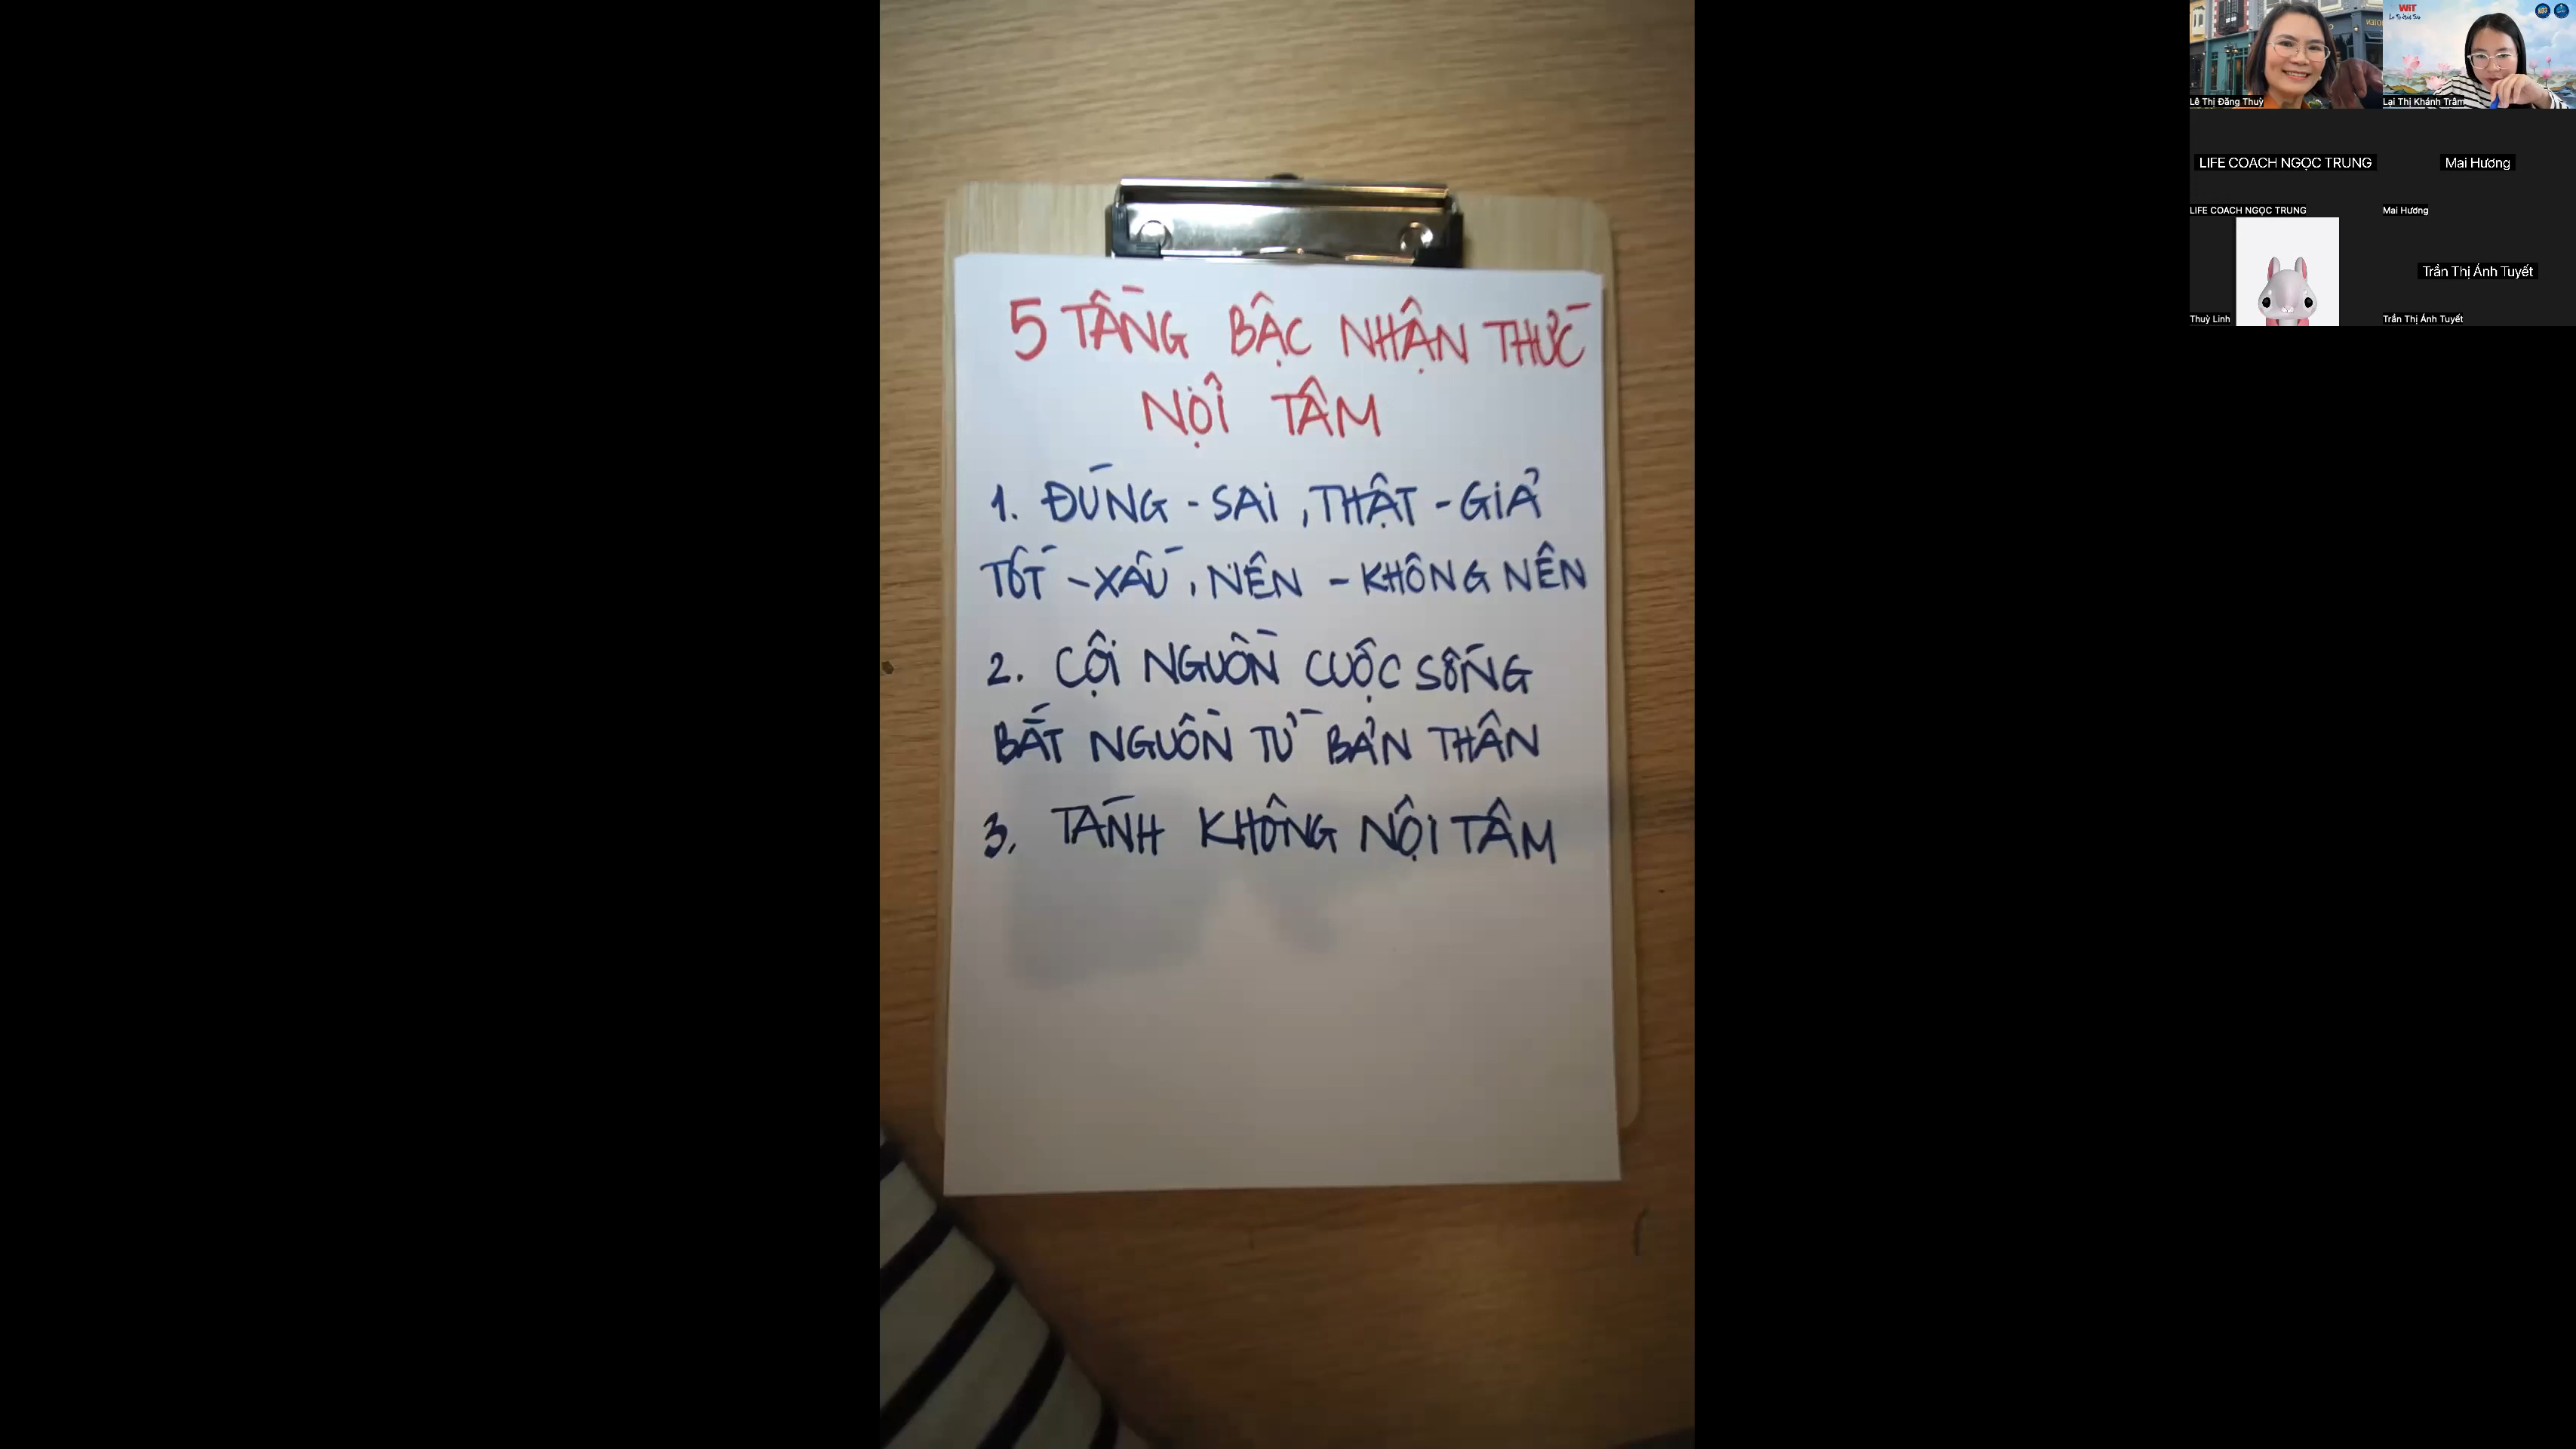 5 TẦNG BẬC NHẬN THỨC
NỘI TÂM
1. ĐÚNG - SAI, THẬT - GIẢ
TỐT - XẤU, NÊN - KHÔNG NÊN
2. CỘI NGUỒN CUỘC SỐNG
BẮT NGUỒN TỪ BẢN THÂN
3. TÁNH KHÔNG NỘI TÂM
WiT
Lê Thị Đăng Thuỳ
Lại Thị Khánh Trâm
LIFE COACH NGỌC TRUNG
Mai Hương
LIFE COACH NGỌC TRUNG
Mai Hương
Trần Thị Ánh Tuyết
Thuỳ Linh
Trần Thị Ánh Tuyết